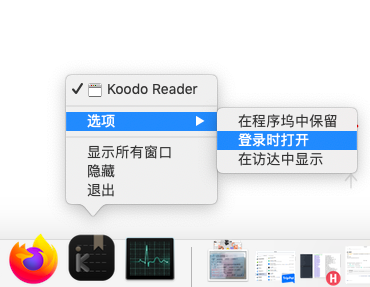 ✓ Koodo Reader
选项
在程序坞中保留
登录时打开
在访达中显示
显示所有窗口
隐藏
退出